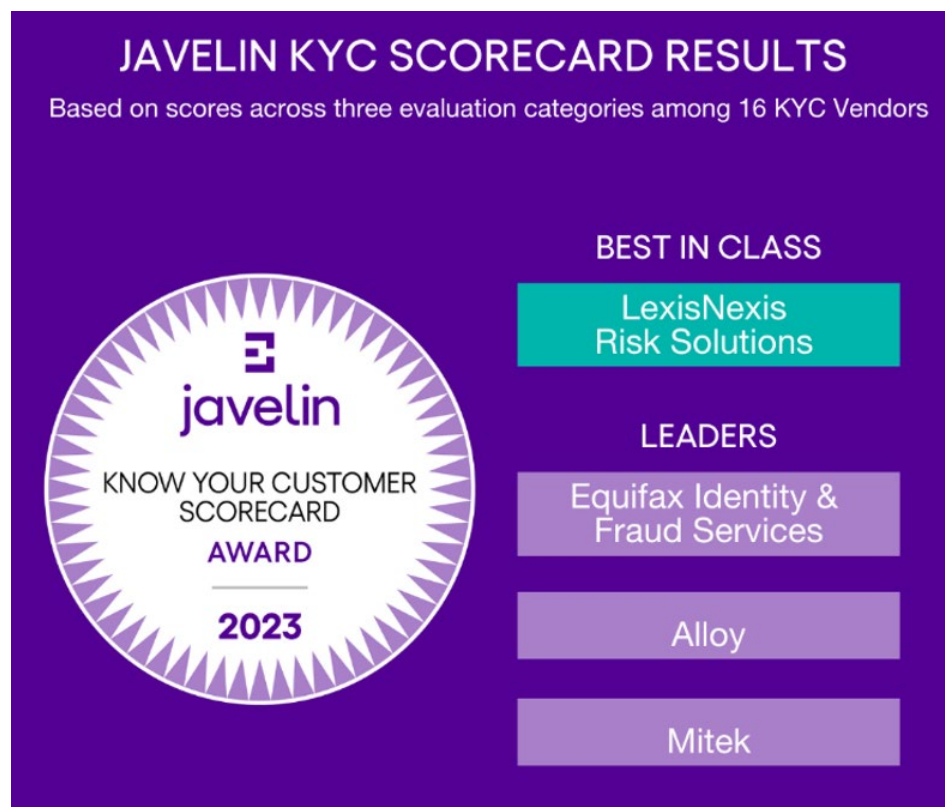 JAVELIN KYC SCORECARD RESULTS
Based on scores across three evaluation categories among 16 KYC Vendors
javelin
KNOW YOUR CUSTOMER
SCORECARD
AWARD
2023
BEST IN CLASS
LexisNexis
Risk Solutions
LEADERS
Equifax Identity &
Fraud Services
Alloy
Mitek